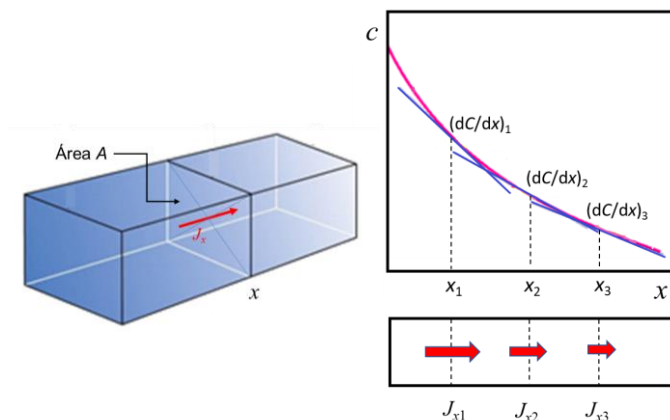 Área A
Jx
x
c
(dC/dx)1
(dC/dx)2
(dC/dx)3
x1 x2 x3 x
Jx1 Jx2 Jx3